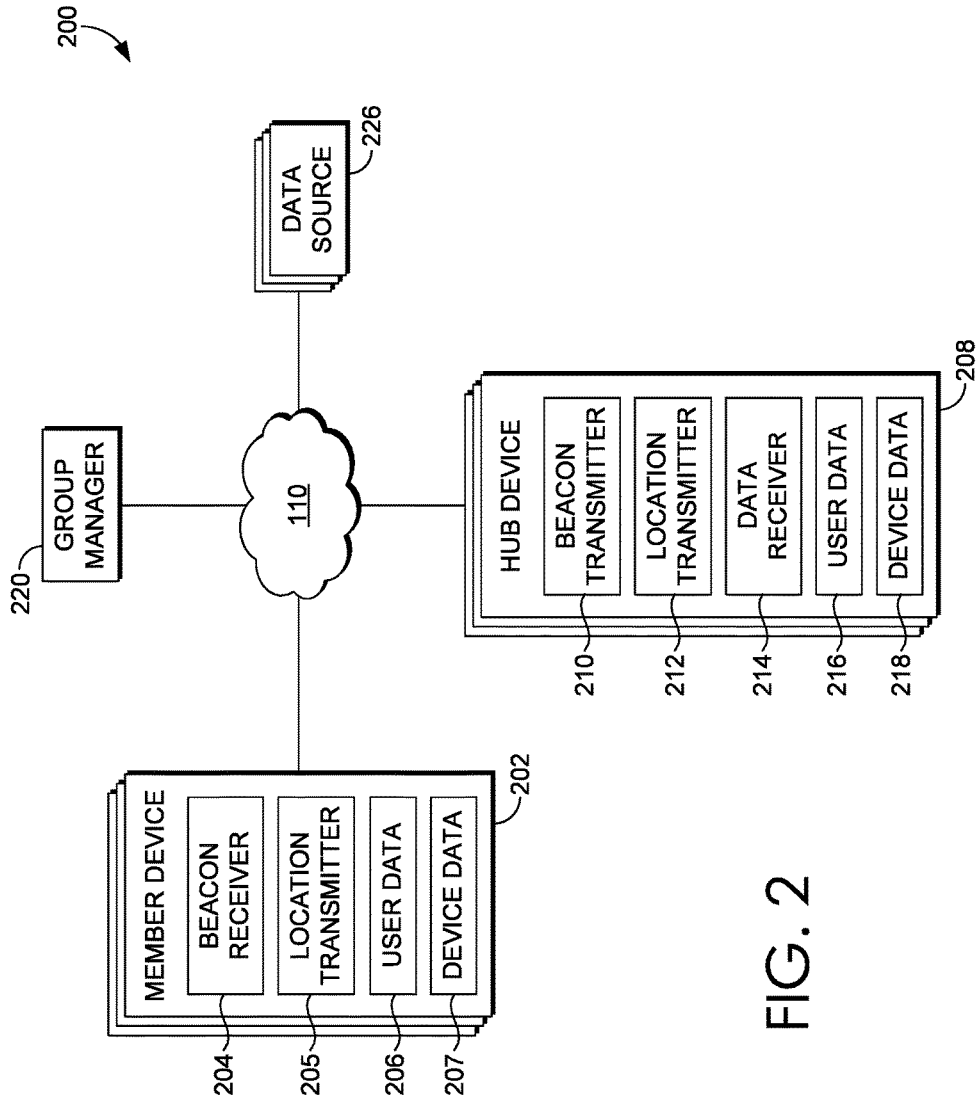 200
220
GROUP
MANAGER
110
DATA
SOURCE
226
MEMBER DEVICE
BEACON
RECEIVER
LOCATION
TRANSMITTER
USER DATA
DEVICE DATA
204
205
206
207
202
HUB DEVICE
BEACON
TRANSMITTER
LOCATION
TRANSMITTER
DATA
RECEIVER
USER DATA
DEVICE DATA
210
212
214
216
218
208
FIG. 2